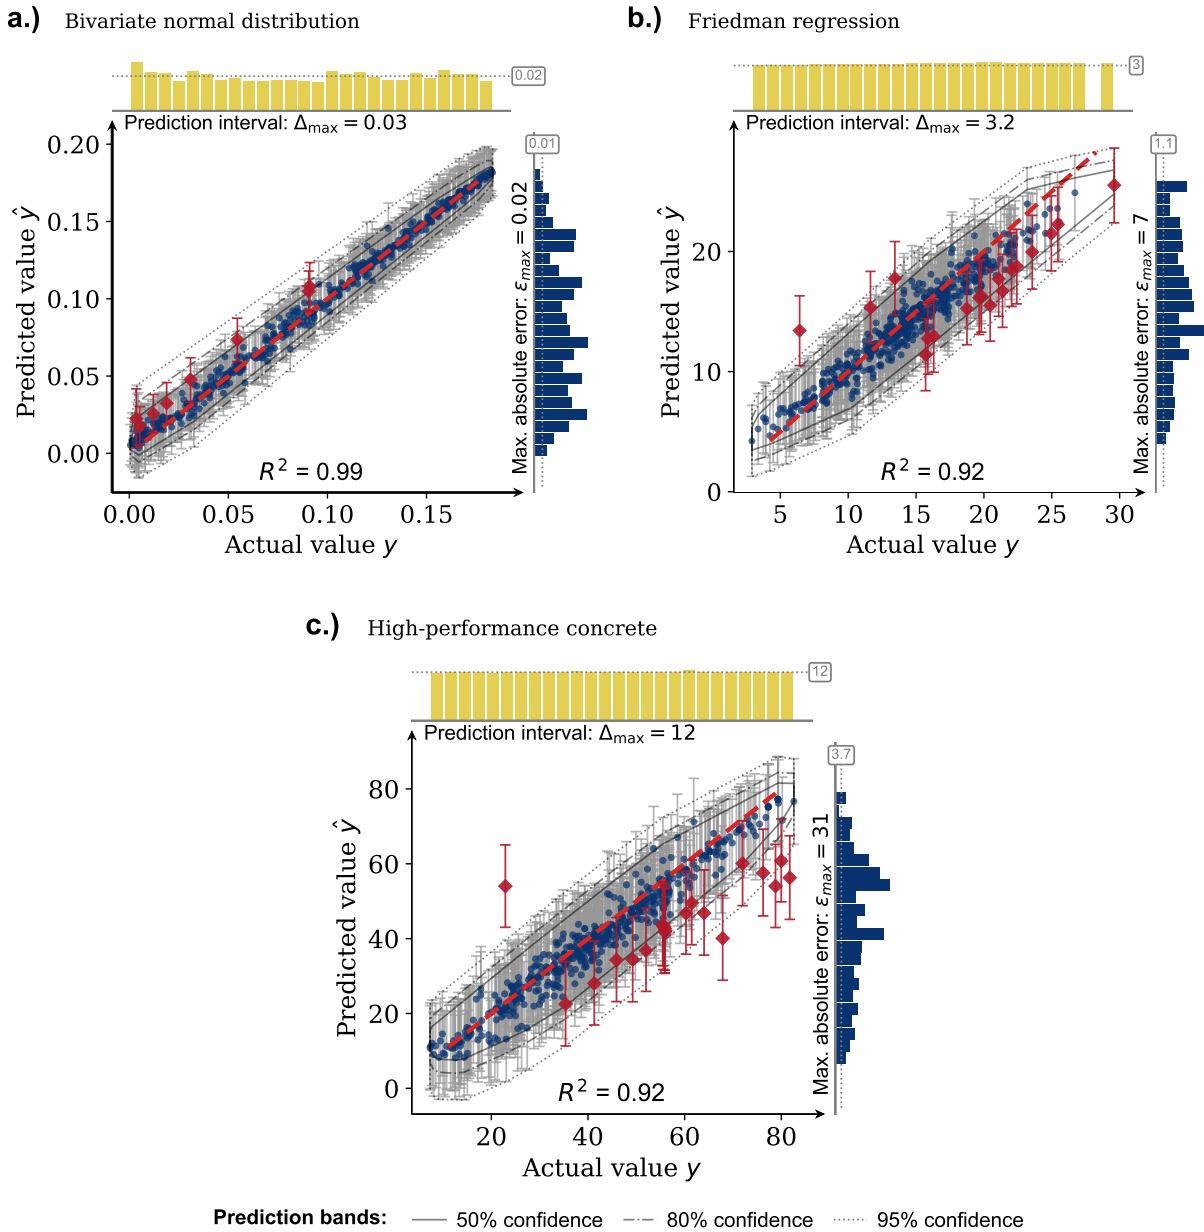 a.) Bivariate normal distribution
0.02
Prediction interval: Δmax = 0.03
0.01
0.20
0.15
0.10
0.05
0.00
Predicted value ŷ
Max. absolute error: εmax = 0.02
R² = 0.99
0.00 0.05 0.10 0.15
Actual value y
b.) Friedman regression
3
Prediction interval: Δmax = 3.2
1.1
20
10
0
Predicted value ŷ
Max. absolute error: εmax = 7
R² = 0.92
5 10 15 20 25 30
Actual value y
c.) High-performance concrete
12
Prediction interval: Δmax = 12
3.7
80
60
40
20
0
Predicted value ŷ
Max. absolute error: εmax = 31
R² = 0.92
20 40 60 80
Actual value y
Prediction bands: 50% confidence 80% confidence 95% confidence